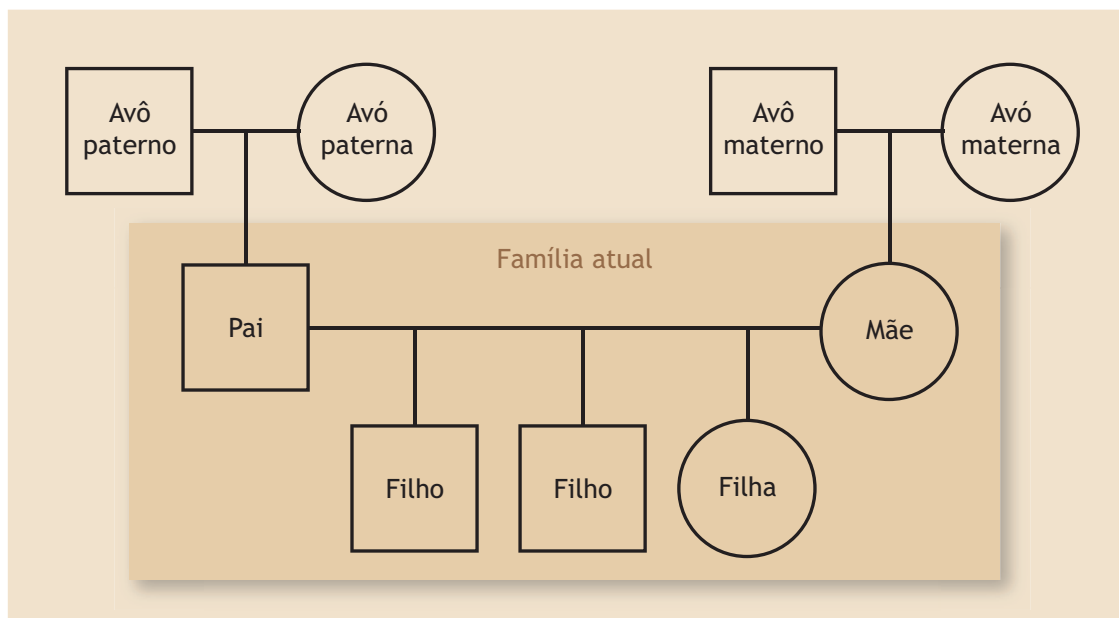 Avô
paterno
Avó
paterna
Avô
materno
Avó
materna
Família atual
Pai
Mãe
Filho
Filho
Filha